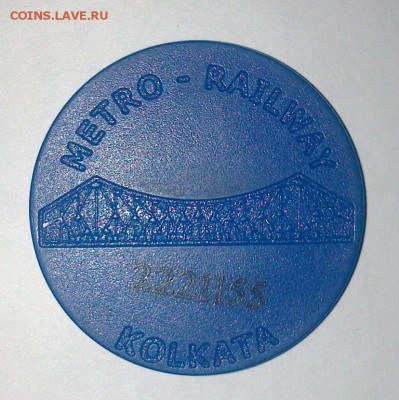 COINS.LAVE.RU
METRO - RAILWAY
2221155
KOLKATA